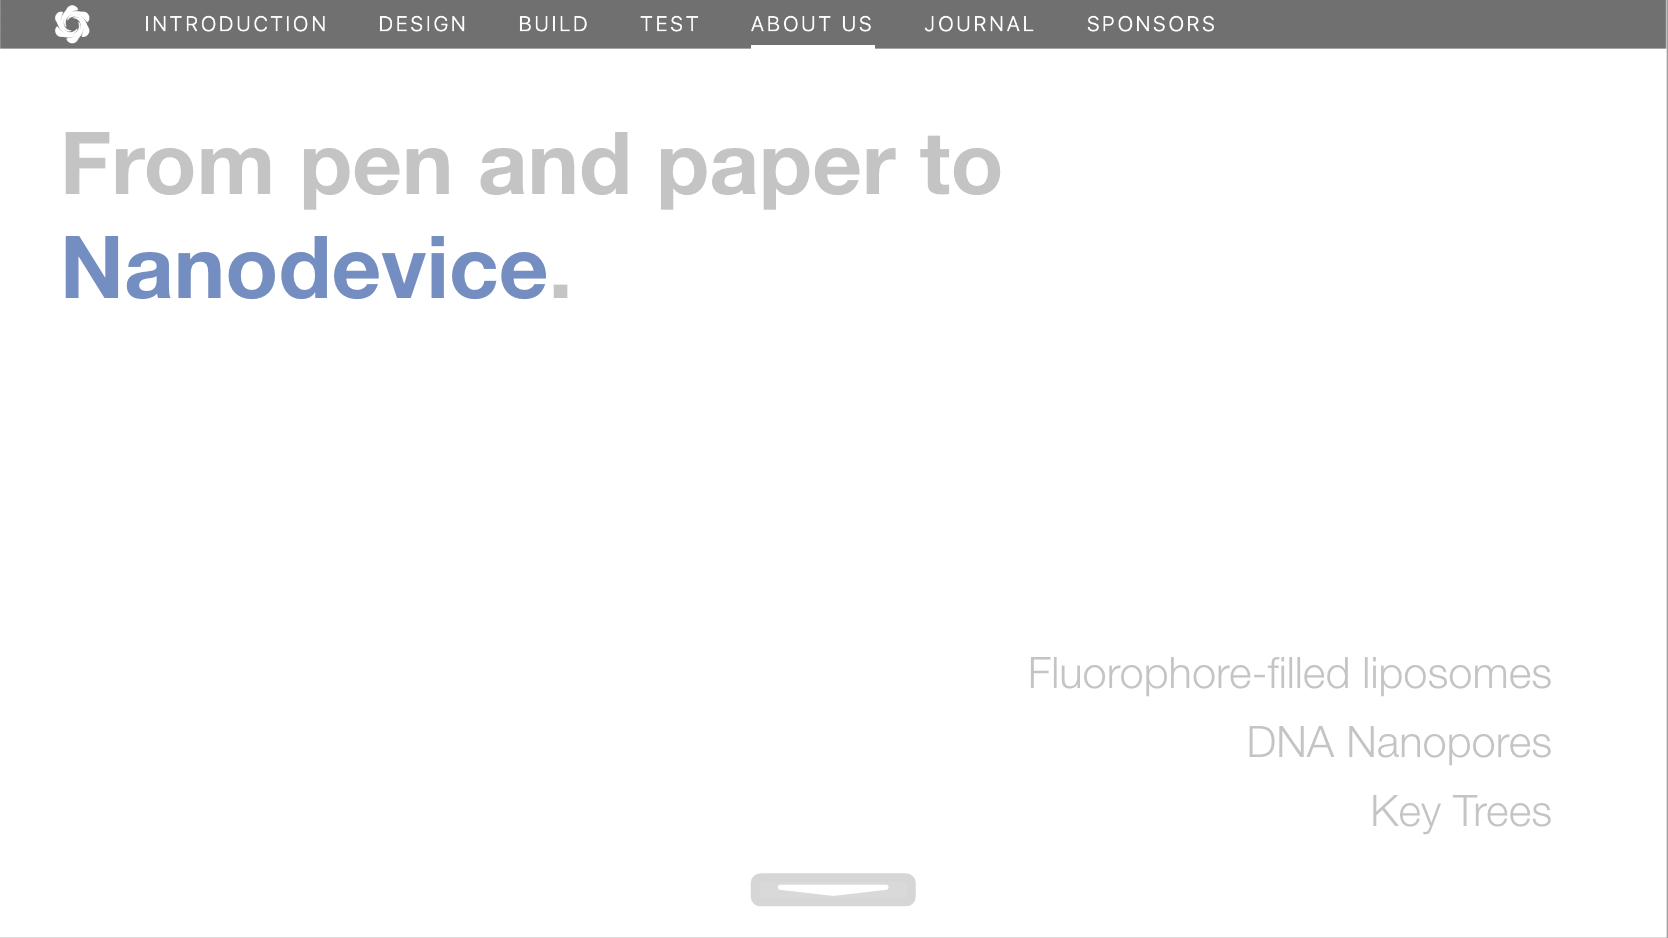 INTRODUCTION DESIGN BUILD TEST ABOUT US JOURNAL SPONSORS
From pen and paper to
Nanodevice.
Fluorophore-filled liposomes
DNA Nanopores
Key Trees